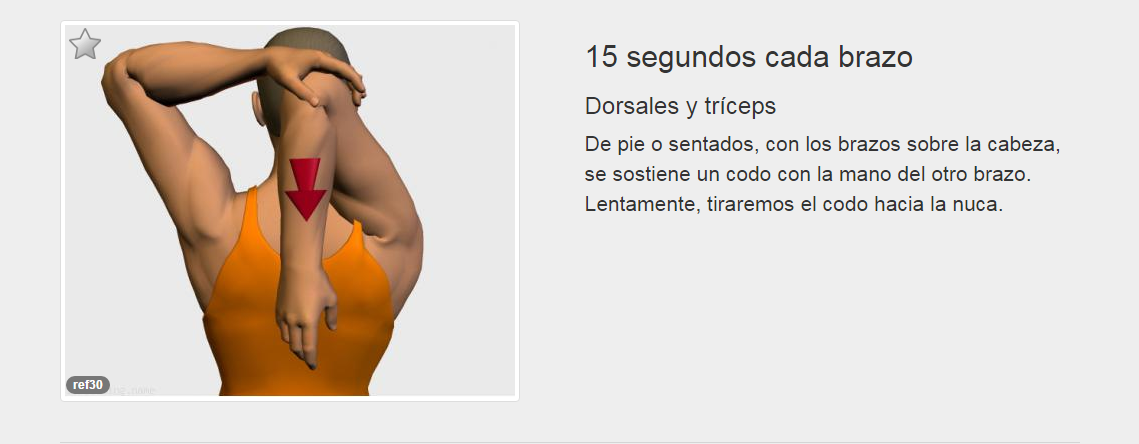 15 segundos cada brazo
Dorsales y tríceps
De pie o sentados, con los brazos sobre la cabeza,
se sostiene un codo con la mano del otro brazo.
Lentamente, tiraremos el codo hacia la nuca.
ref30